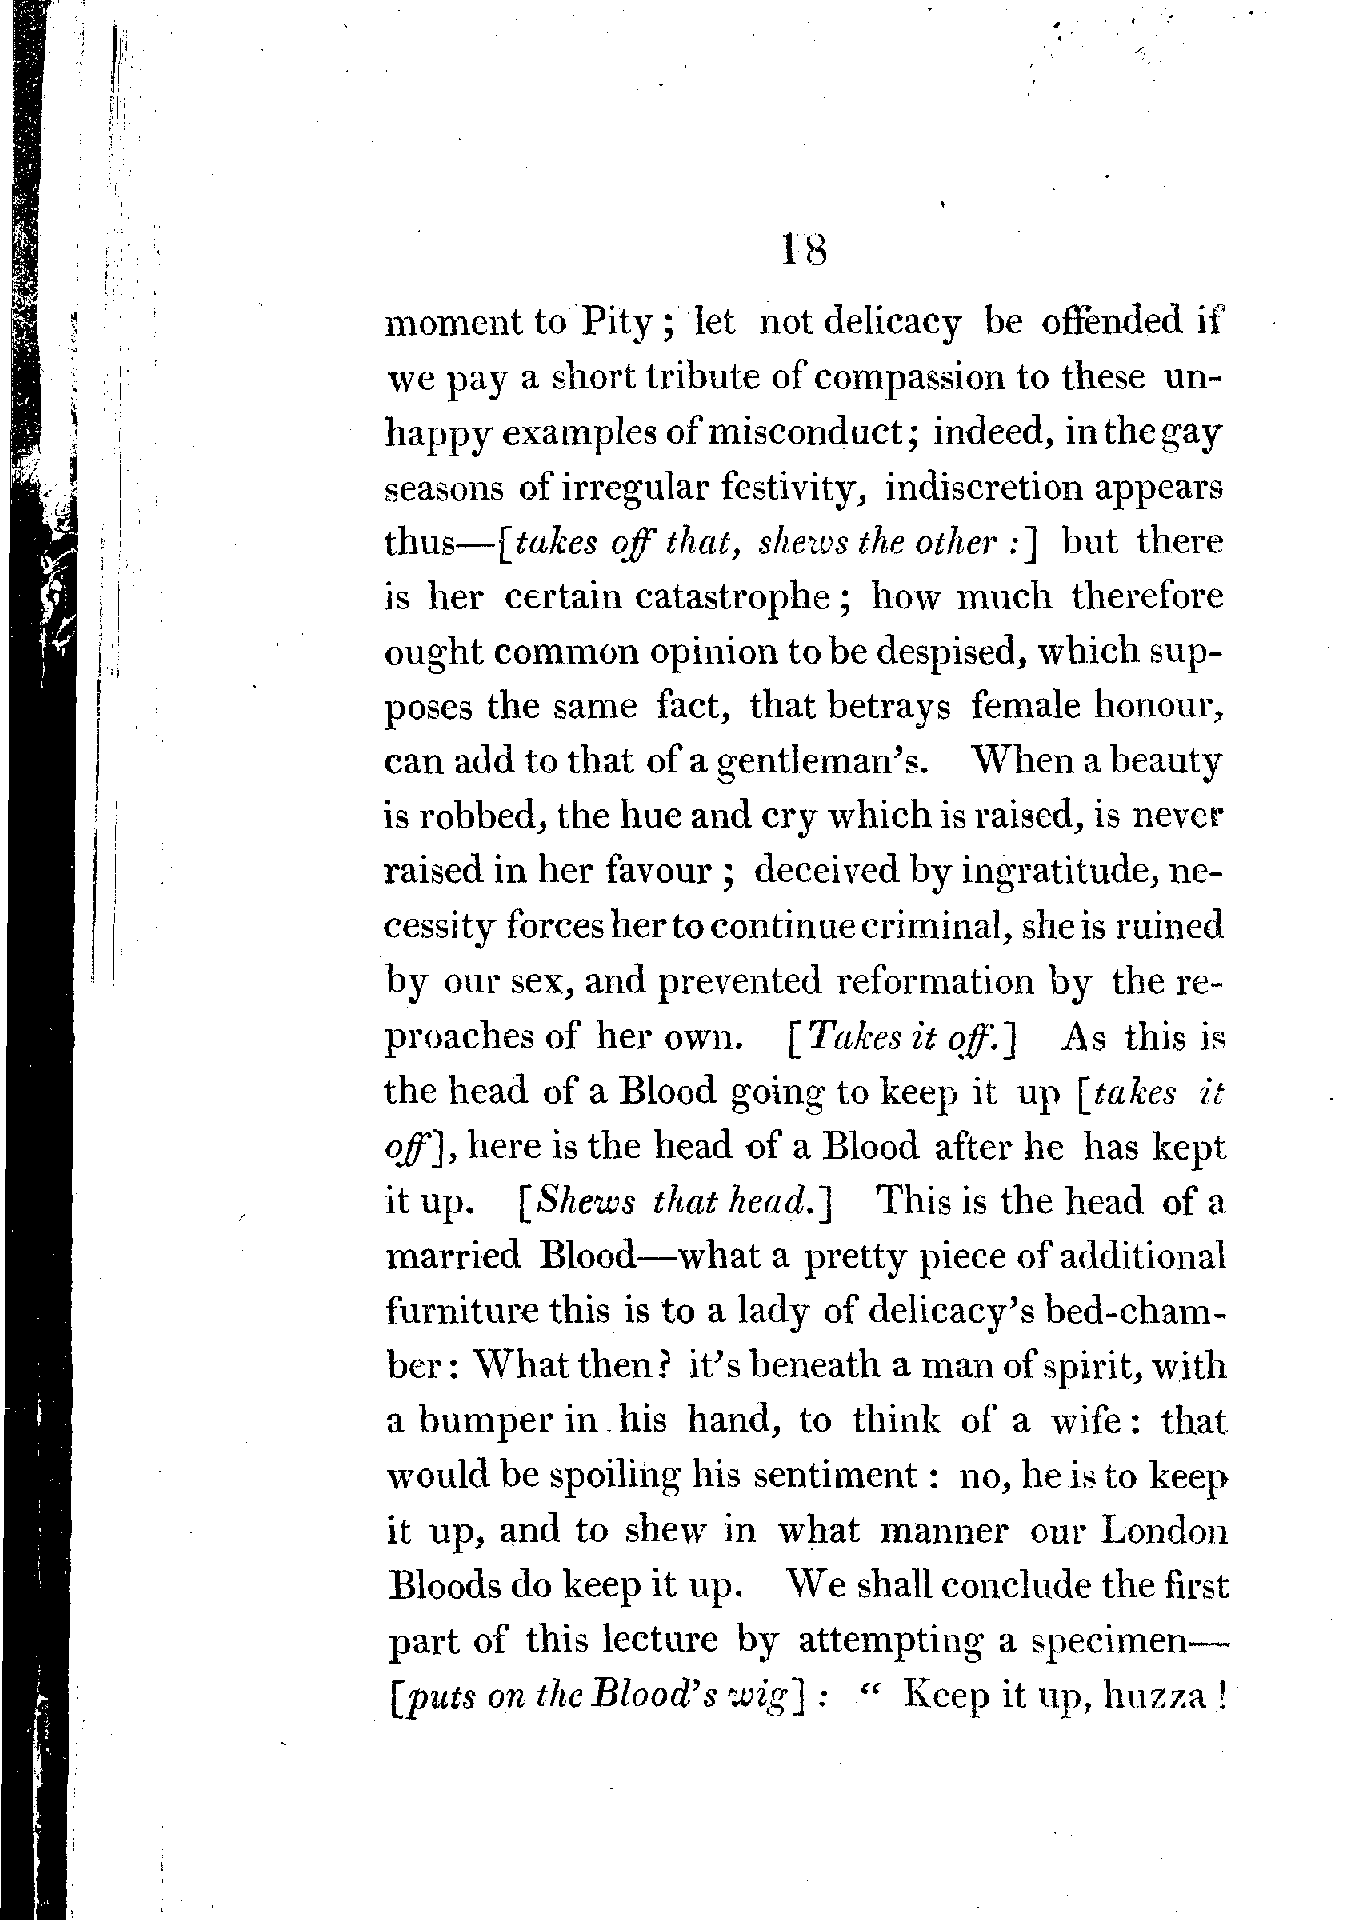 18
moment to Pity ; let not delicacy be offended if
we pay a short tribute of compassion to these un-
happy examples of misconduct; indeed, in the gay
seasons of irregular festivity, indiscretion appears
thus—[takes off that, shews the other :] but there
is her certain catastrophe ; how much therefore
ought common opinion to be despised, which sup-
poses the same fact, that betrays female honour,
can add to that of a gentleman's. When a beauty
is robbed, the hue and cry which is raised, is never
raised in her favour ; deceived by ingratitude, ne-
cessity forces her to continue criminal, she is ruined
by our sex, and prevented reformation by the re-
proaches of her own. [Takes it off.] As this is
the head of a Blood going to keep it up [takes it
off], here is the head of a Blood after he has kept
it up. [Shews that head.] This is the head of a
married Blood—what a pretty piece of additional
furniture this is to a lady of delicacy's bed-cham-
ber: What then? it's beneath a man of spirit, with
a bumper in his hand, to think of a wife : that
would be spoiling his sentiment : no, he is to keep
it up, and to shew in what manner our London
Bloods do keep it up. We shall conclude the first
part of this lecture by attempting a specimen—
[puts on the Blood's wig] : “ Keep it up, huzza !